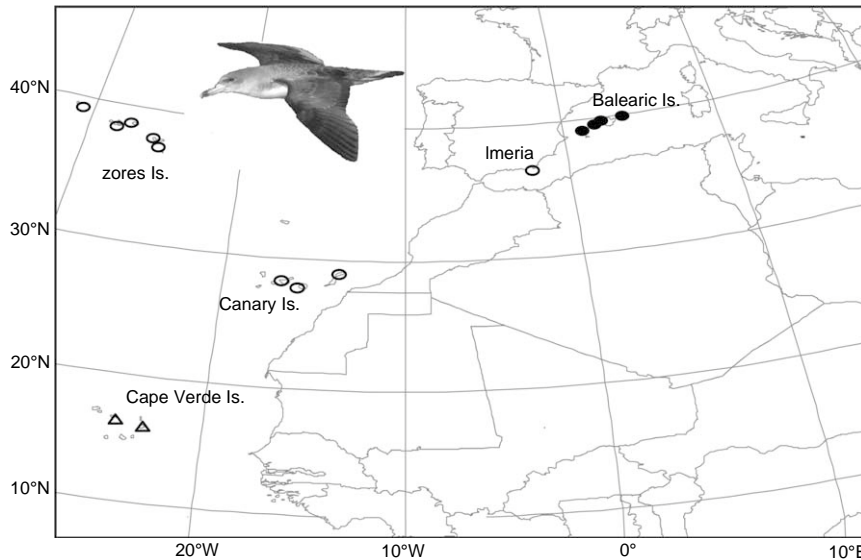 40°N
Balearic Is.
lmeria
zores Is.
30°N
Canary Is.
20°N
Cape Verde Is.
10°N
20°W
10°W
0°
10°E